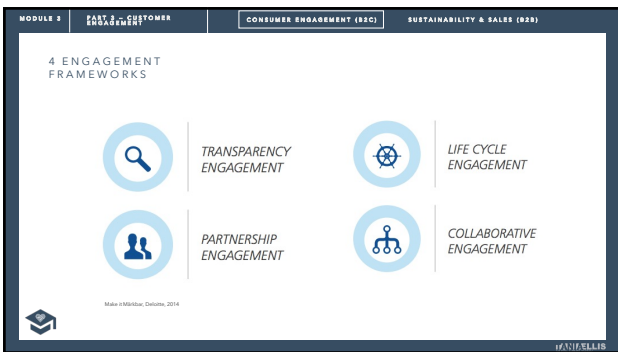 MODULE 3
PART 3 – CUSTOMER
ENGAGEMENT
CONSUMER ENGAGEMENT (B2C)
SUSTAINABILITY & SALES (B2B)
4 ENGAGEMENT
FRAMEWORKS
TRANSPARENCY
ENGAGEMENT
LIFE CYCLE
ENGAGEMENT
PARTNERSHIP
ENGAGEMENT
COLLABORATIVE
ENGAGEMENT
Make it Märkbar, Deloitte, 2014
TANIAELLIS